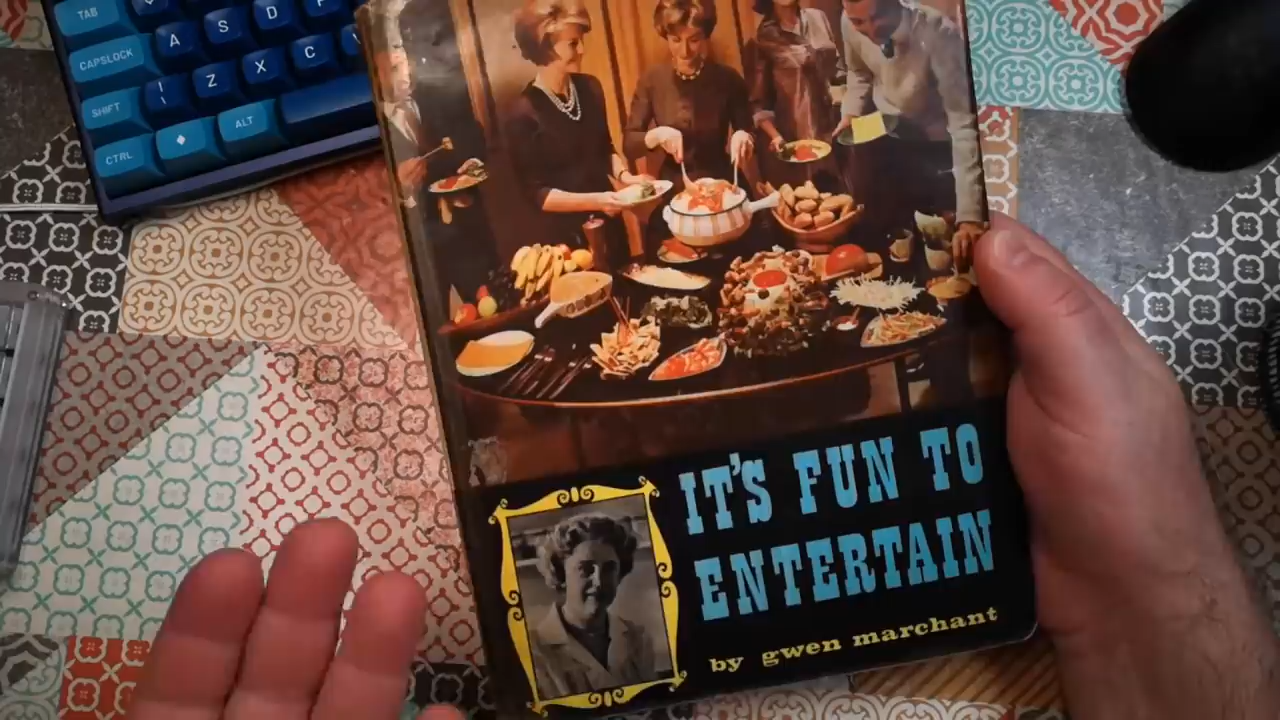 TAB
A S D F
CAPSLOCK
Z X C
SHIFT
ALT
CTRL
IT'S FUN TO
ENTERTAIN
by gwen marchant